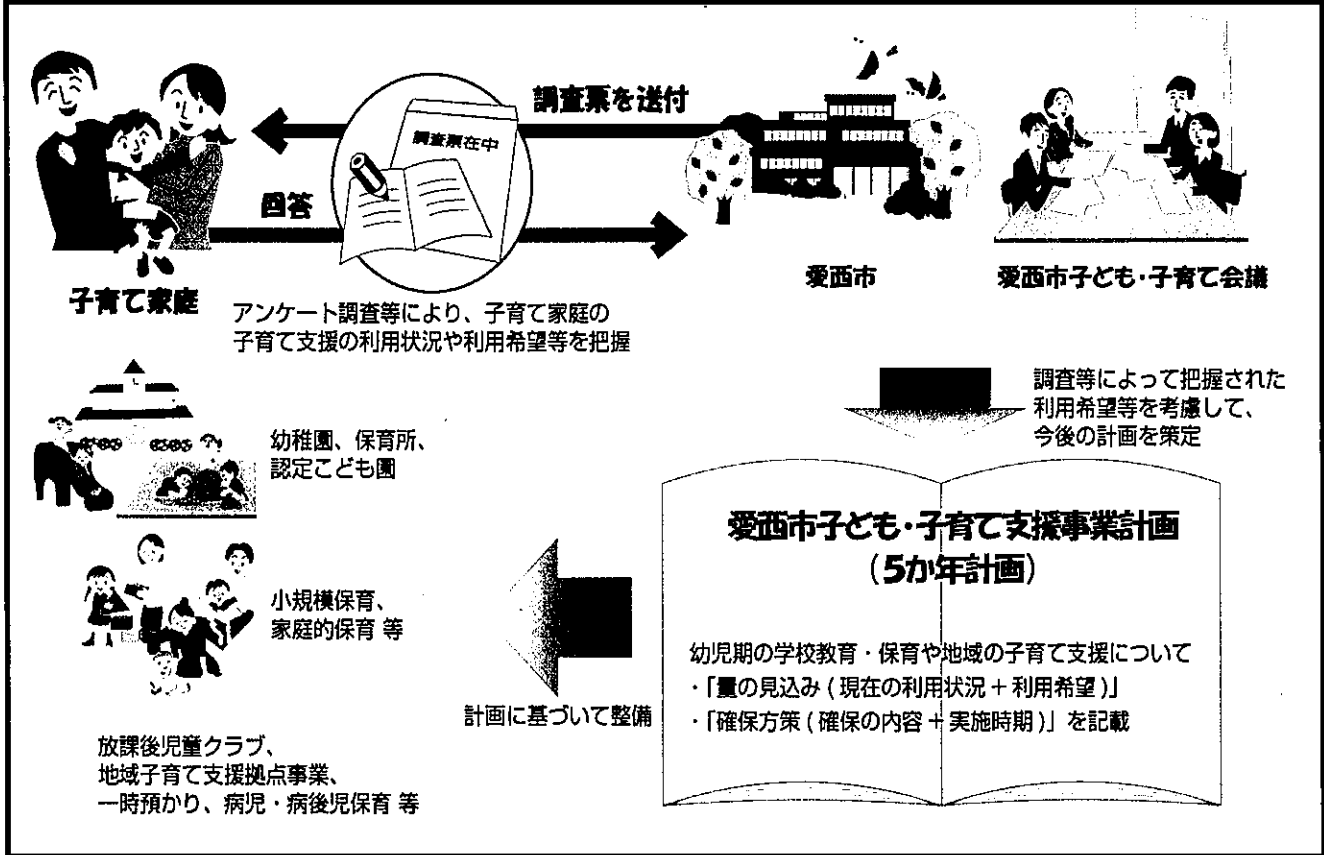 調査票を送付
調査票在中
回答
子育て家庭
愛西市
愛西市子ども・子育て会議
アンケート調査等により、子育て家庭の
子育て支援の利用状況や利用希望等を把握
調査等によって把握された
利用希望等を考慮して、
今後の計画を策定
幼稚園、保育所、
認定こども園
小規模保育、
家庭的保育 等
放課後児童クラブ、
地域子育て支援拠点事業、
一時預かり、病児・病後児保育 等
計画に基づいて整備
愛西市子ども・子育て支援事業計画
(5か年計画)
幼児期の学校教育・保育や地域の子育て支援について
・「量の見込み(現在の利用状況+利用希望)」
・「確保方策(確保の内容+実施時期)」を記載